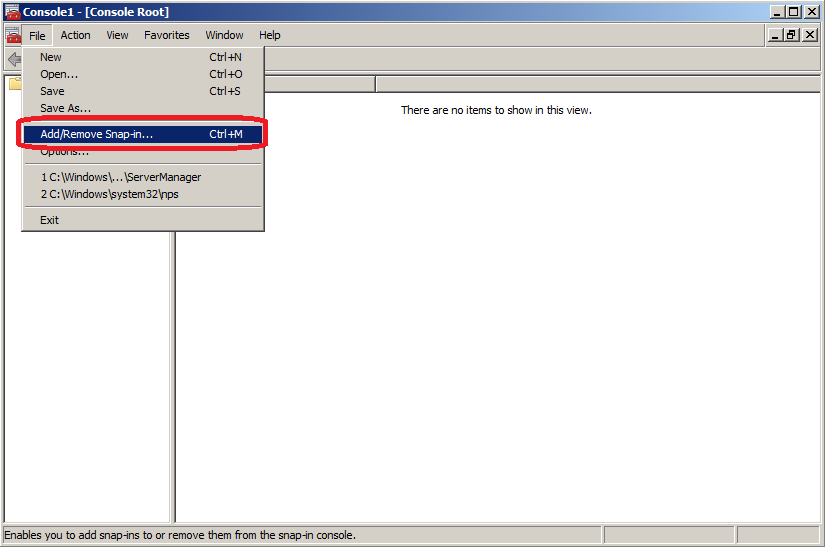 Console1 - [Console Root]
File Action View Favorites Window Help
New Ctrl+N
Open... Ctrl+O
Save Ctrl+S
Save As...
There are no items to show in this view.
Add/Remove Snap-in... Ctrl+M
Options...
1 C:\Windows\...\ServerManager
2 C:\Windows\system32\nps
Exit
Enables you to add snap-ins to or remove them from the snap-in console.